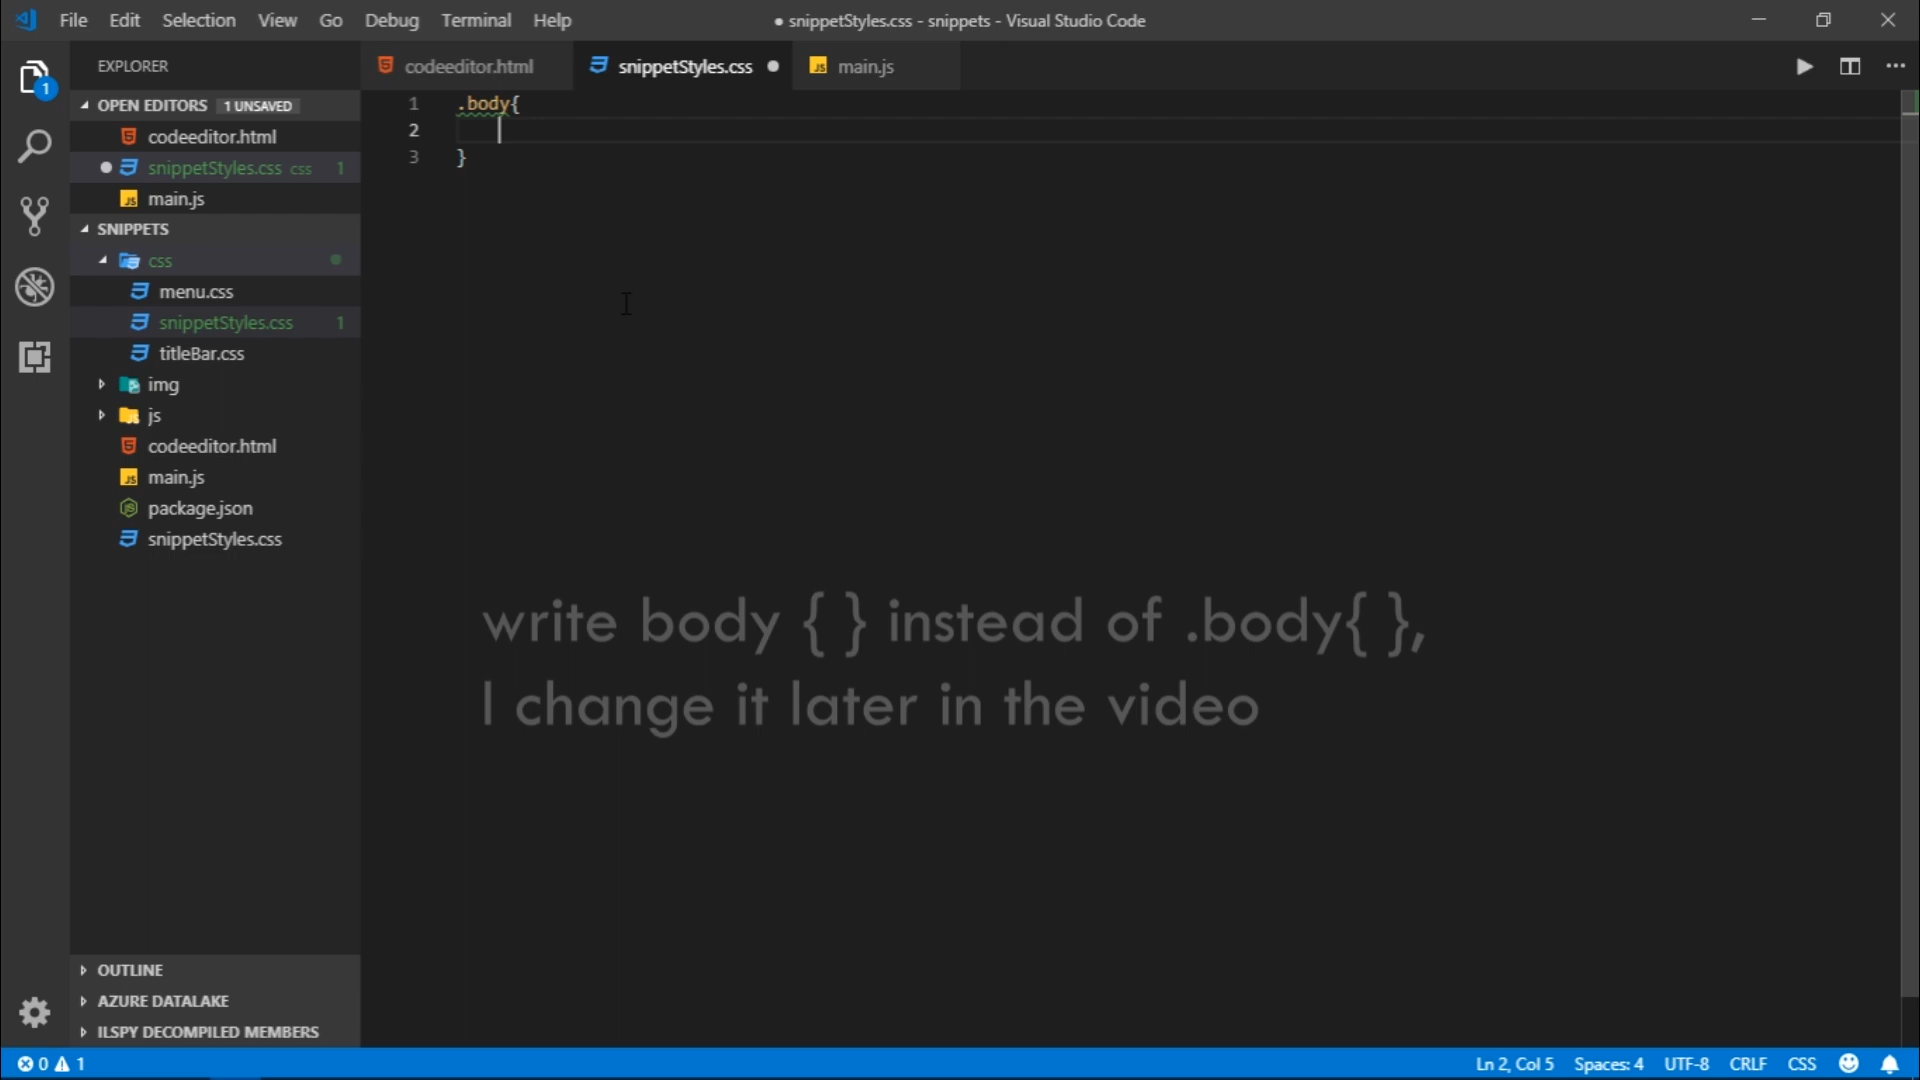 File Edit Selection View Go Debug Terminal Help
● snippetStyles.css - snippets - Visual Studio Code
EXPLORER
1
OPEN EDITORS 1 UNSAVED
codeeditor.html
snippetStyles.css css 1
main.js
SNIPPETS
css
menu.css
snippetStyles.css 1
titleBar.css
img
js
codeeditor.html
main.js
package.json
snippetStyles.css
OUTLINE
AZURE DATALAKE
ILSPY DECOMPILED MEMBERS
codeeditor.html snippetStyles.css ● main.js
1 .body{
2
3 }
write body { } instead of .body{ },
I change it later in the video
0 1
Ln 2, Col 5 Spaces: 4 UTF-8 CRLF CSS